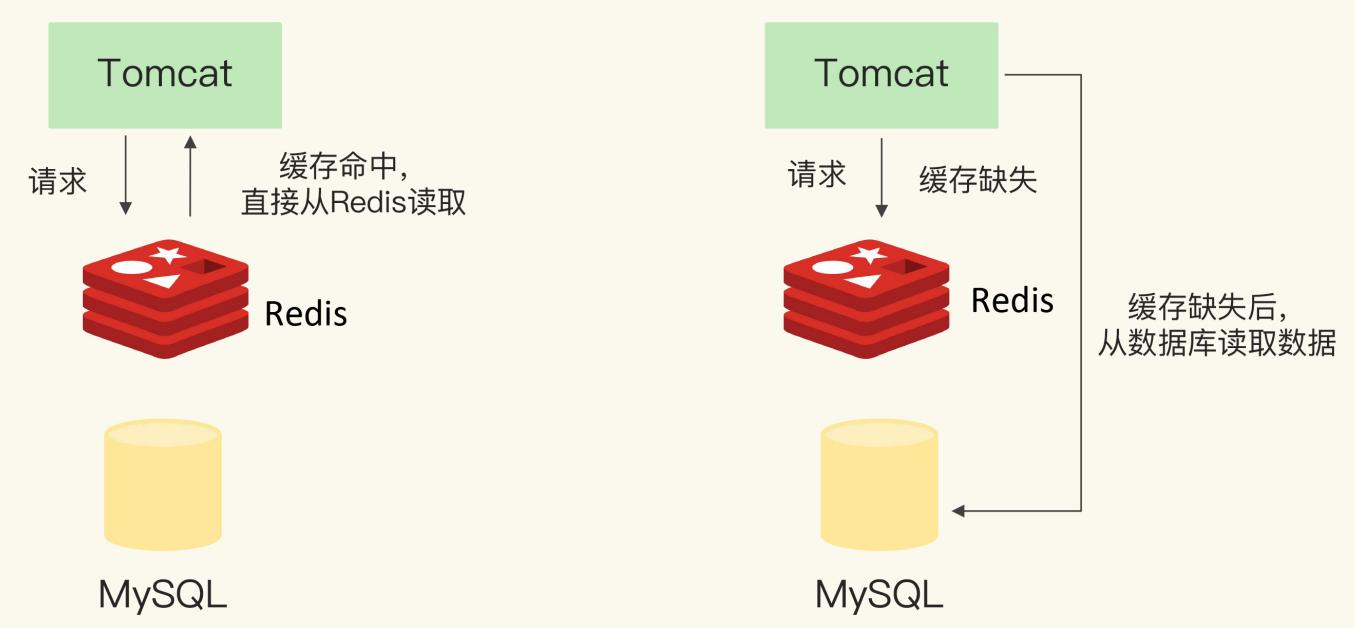 Tomcat
请求
缓存命中，
直接从Redis读取
Redis
MySQL
Tomcat
请求
缓存缺失
Redis
缓存缺失后，
从数据库读取数据
MySQL